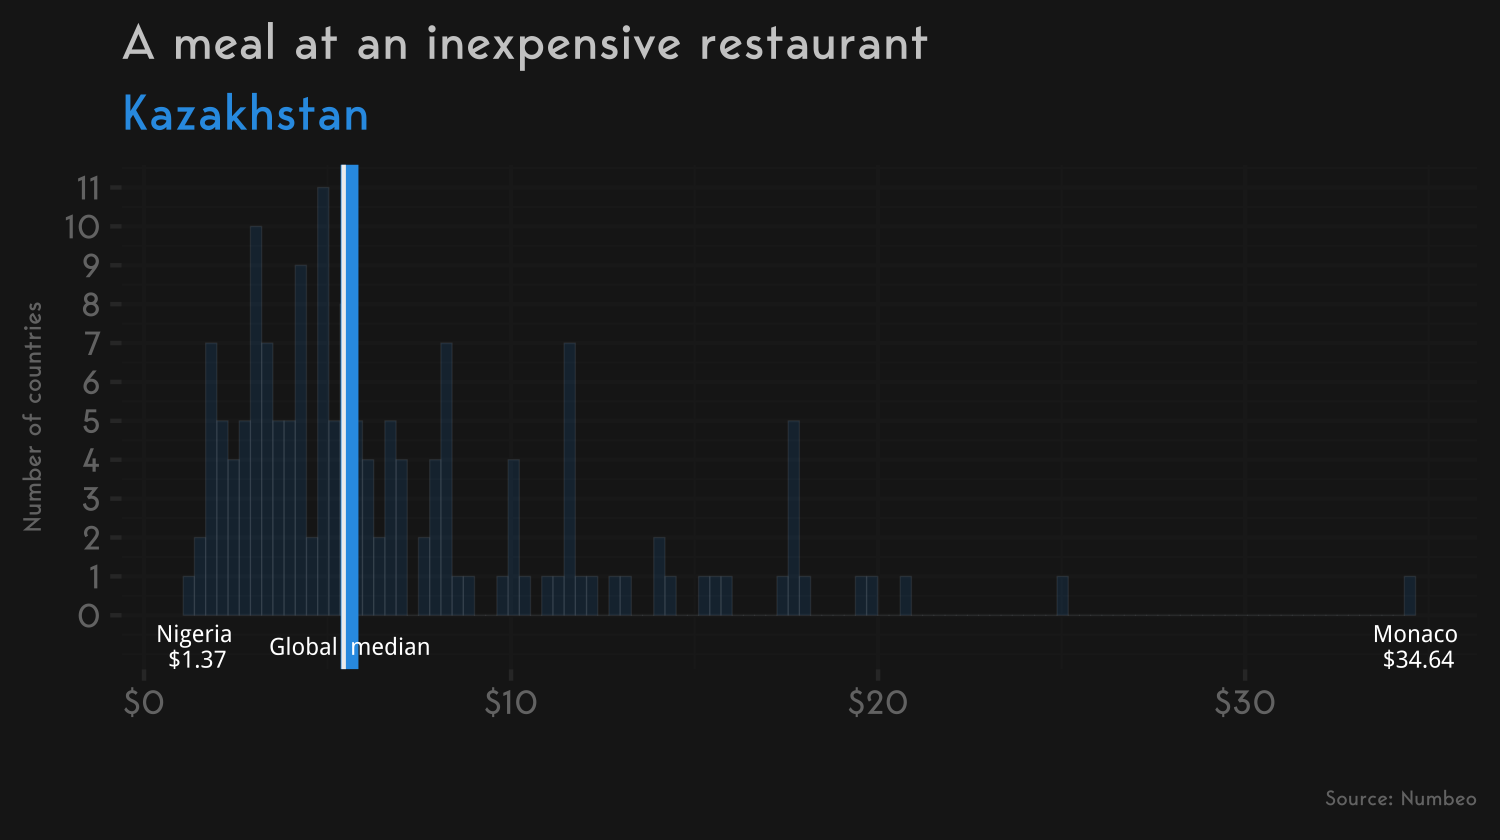 A meal at an inexpensive restaurant
Kazakhstan
Number of countries
11
10
9
8
7
6
5
4
3
2
1
0
Nigeria
$1.37
Global median
Monaco
$34.64
$0 $10 $20 $30
Source: Numbeo